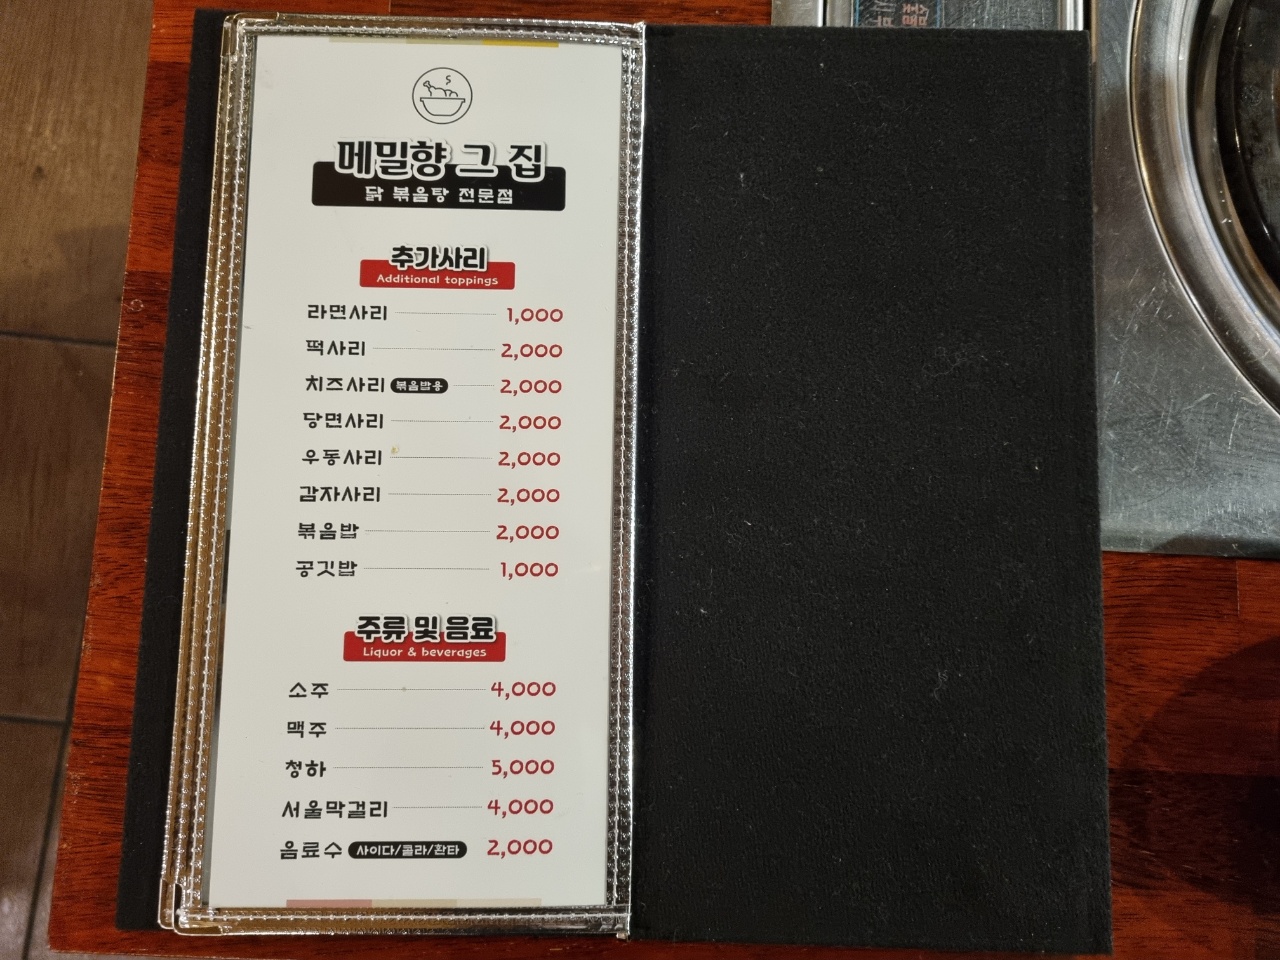 메밀향 그 집
닭 볶음탕 전문점
추가사리
Additional toppings
라면사리 1,000
떡사리 2,000
치즈사리 볶음밥용 2,000
당면사리 2,000
우동사리 2,000
감자사리 2,000
볶음밥 2,000
공깃밥 1,000
주류 및 음료
Liquor & beverages
소주 4,000
맥주 4,000
청하 5,000
서울막걸리 4,000
음료수 사이다/콜라/환타 2,000